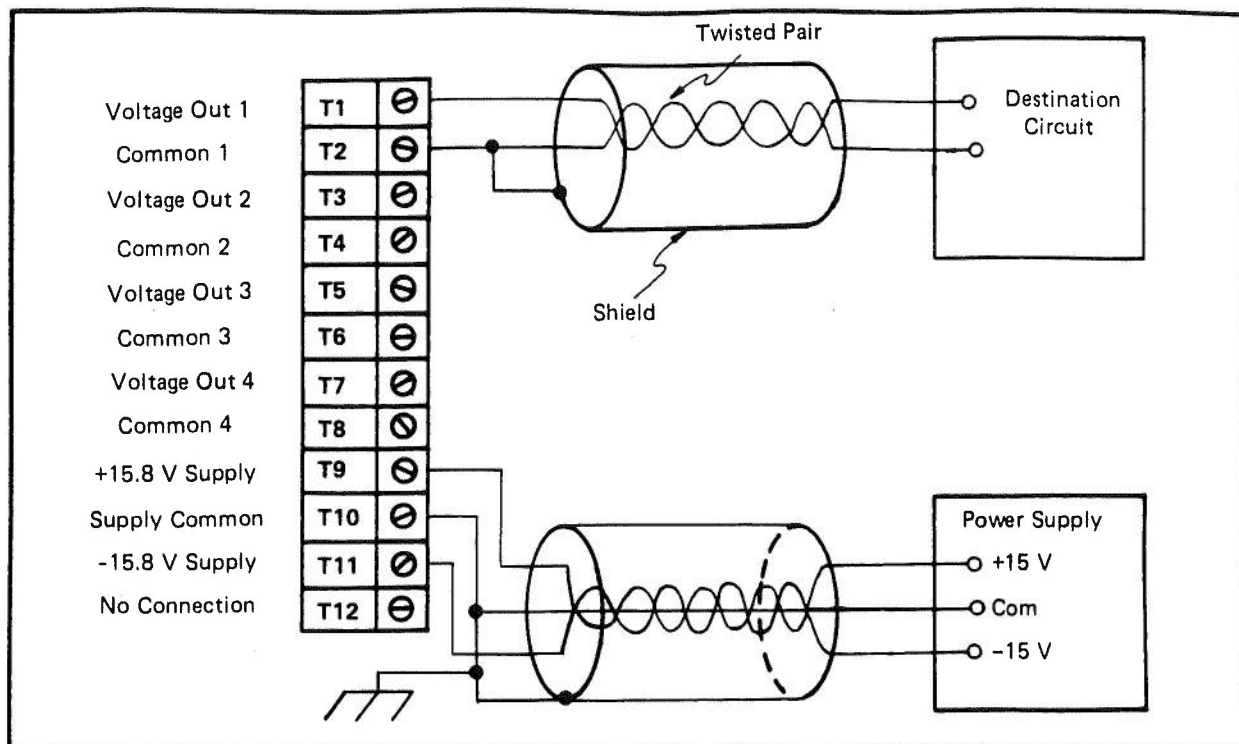 Twisted Pair
Voltage Out 1 T1
Common 1 T2
Voltage Out 2 T3
Common 2 T4
Voltage Out 3 T5
Common 3 T6
Voltage Out 4 T7
Common 4 T8
+15.8 V Supply T9
Supply Common T10
-15.8 V Supply T11
No Connection T12
Destination
Circuit
Shield
Power Supply
+15 V
Com
-15 V